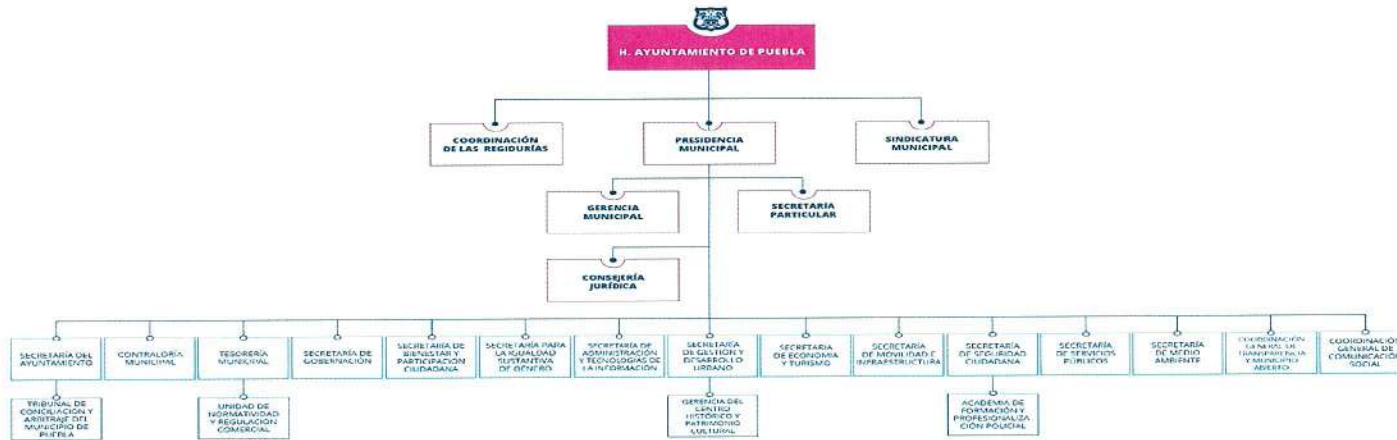 H. AYUNTAMIENTO DE PUEBLA
COORDINACIÓN
DE LAS REGIDURÍAS
PRESIDENCIA
MUNICIPAL
SINDICATURA
MUNICIPAL
GERENCIA
MUNICIPAL
SECRETARÍA
PARTICULAR
CONSEJERÍA
JURÍDICA
SECRETARÍA DEL
AYUNTAMIENTO
CONTRALORÍA
MUNICIPAL
TESORERÍA
MUNICIPAL
SECRETARÍA DE
GOBERNACIÓN
SECRETARÍA DE
BIENESTAR Y
PARTICIPACIÓN
CIUDADANA
SECRETARÍA PARA
LA IGUALDAD
SUSTANTIVA
DE GÉNERO
SECRETARÍA DE
ADMINISTRACIÓN
Y TECNOLOGÍAS DE
LA INFORMACIÓN
SECRETARÍA
DE GESTIÓN Y
DESARROLLO
URBANO
SECRETARIA
DE ECONOMÍA
Y TURISMO
SECRETARÍA
DE MOVILIDAD E
INFRAESTRUCTURA
SECRETARÍA
DE SEGURIDAD
CIUDADANA
SECRETARÍA
DE SERVICIOS
PÚBLICOS
SECRETARÍA
DE MEDIO
AMBIENTE
COORDINACIÓN
GENERAL DE
TRANSPARENCIA
Y MUNICIPIO
ABIERTO
COORDINACIÓN
GENERAL DE
COMUNICACIÓN
SOCIAL
TRIBUNAL DE
CONCILIACIÓN Y
ARBITRAJE DEL
MUNICIPIO DE
PUEBLA
UNIDAD DE
NORMATIVIDAD
Y REGULACIÓN
COMERCIAL
GERENCIA DEL
CENTRO
HISTÓRICO Y
PATRIMONIO
CULTURAL
ACADEMIA DE
FORMACIÓN Y
PROFESIONALIZA
CIÓN POLICIAL